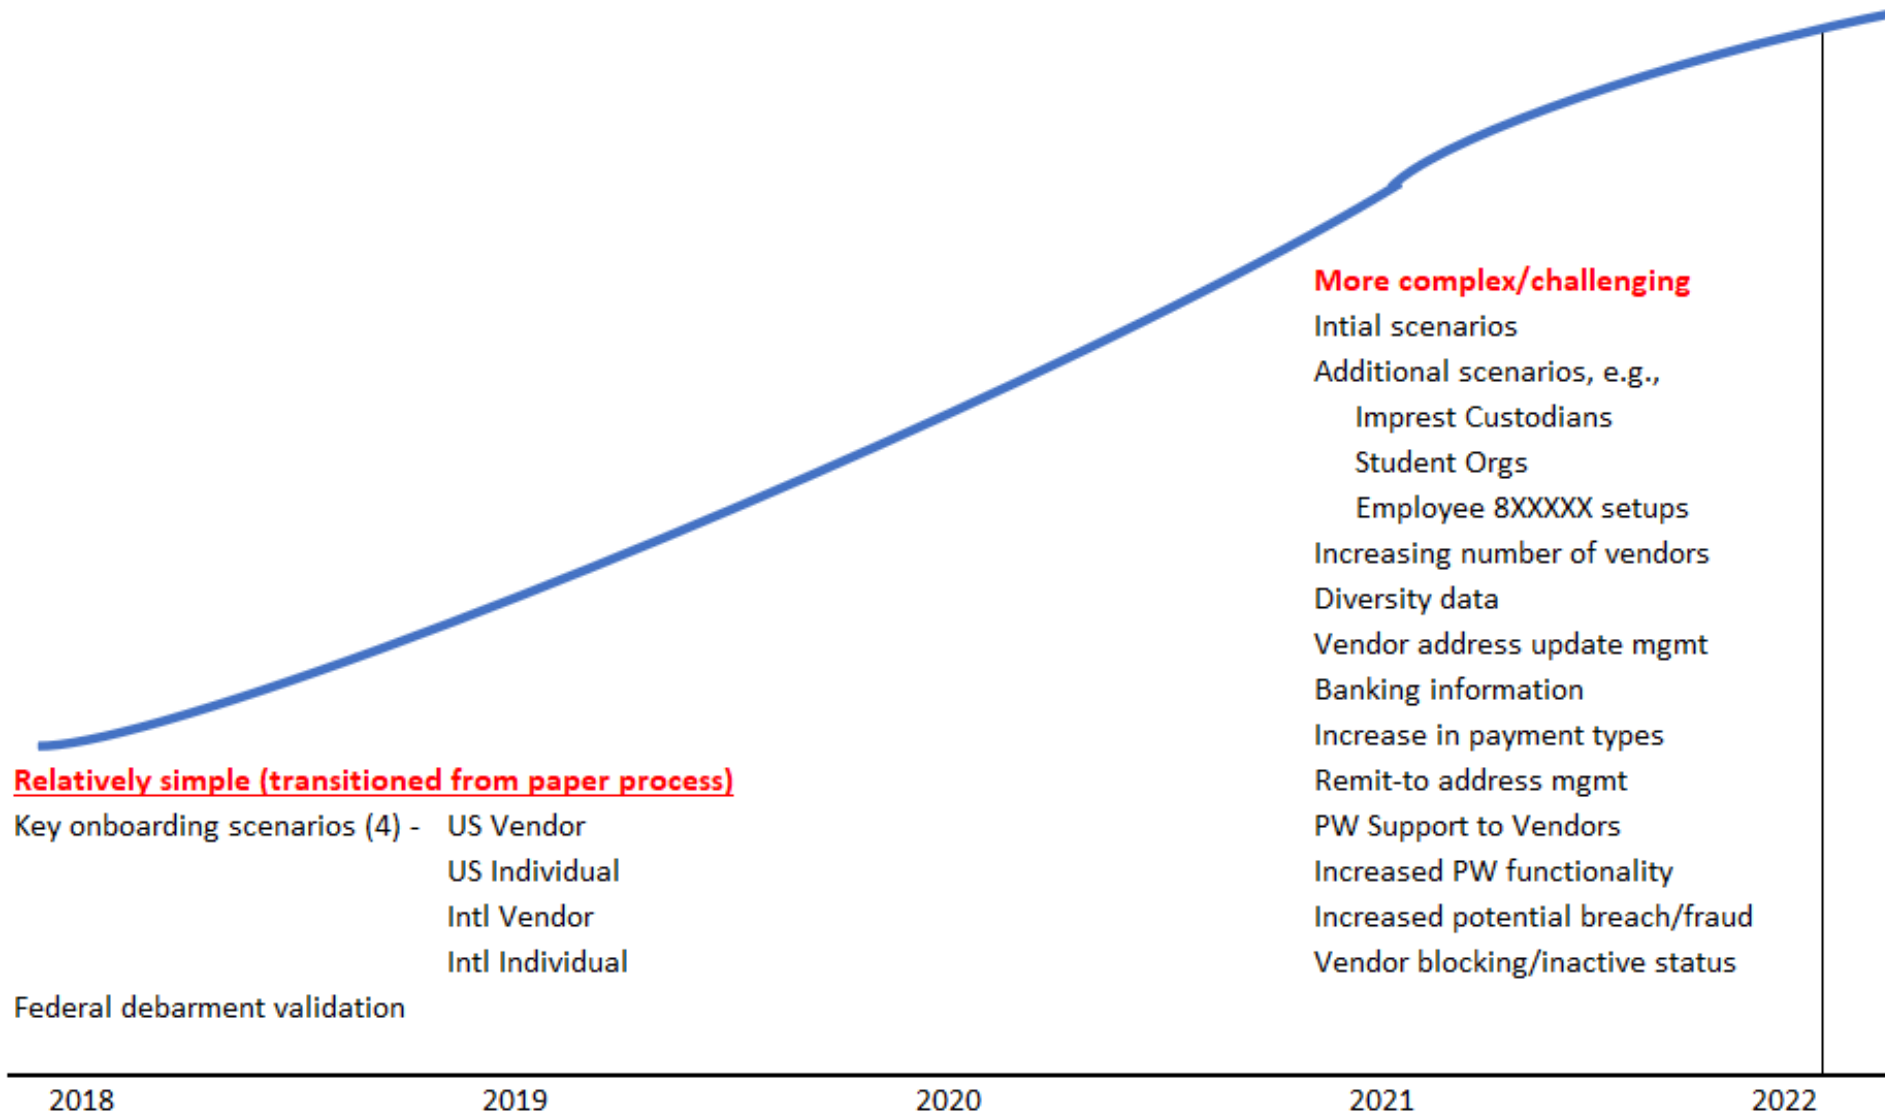 More complex/challenging
Intial scenarios
Additional scenarios, e.g.,
Imprest Custodians
Student Orgs
Employee 8XXXXX setups
Increasing number of vendors
Diversity data
Vendor address update mgmt
Banking information
Increase in payment types
Remit-to address mgmt
PW Support to Vendors
Increased PW functionality
Increased potential breach/fraud
Vendor blocking/inactive status
Relatively simple (transitioned from paper process)
Key onboarding scenarios (4) - US Vendor
US Individual
Intl Vendor
Intl Individual
Federal debarment validation
2018 2019 2020 2021 2022